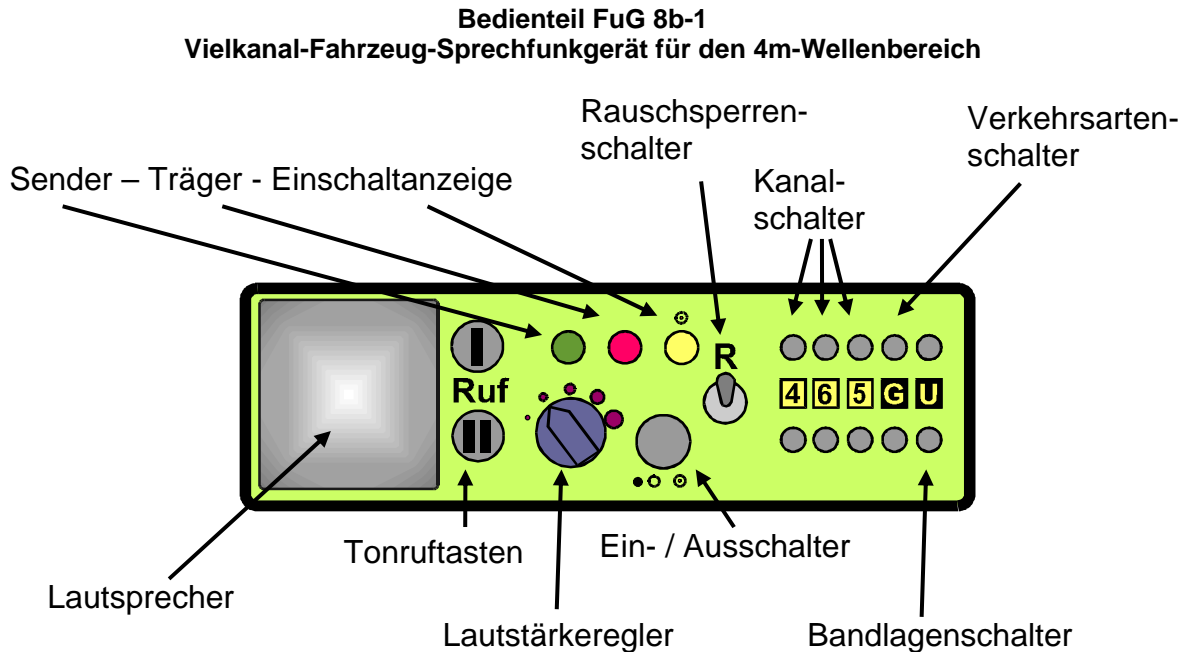 Bedienteil FuG 8b-1
Vielkanal-Fahrzeug-Sprechfunkgerät für den 4m-Wellenbereich
Rauschsperren-
schalter
Verkehrsarten-
schalter
Sender – Träger - Einschaltanzeige
Kanal-
schalter
R
Ruf
4 6 5 G U
Tonruftasten
Ein- / Ausschalter
Lautsprecher
Lautstärkeregler
Bandlagenschalter